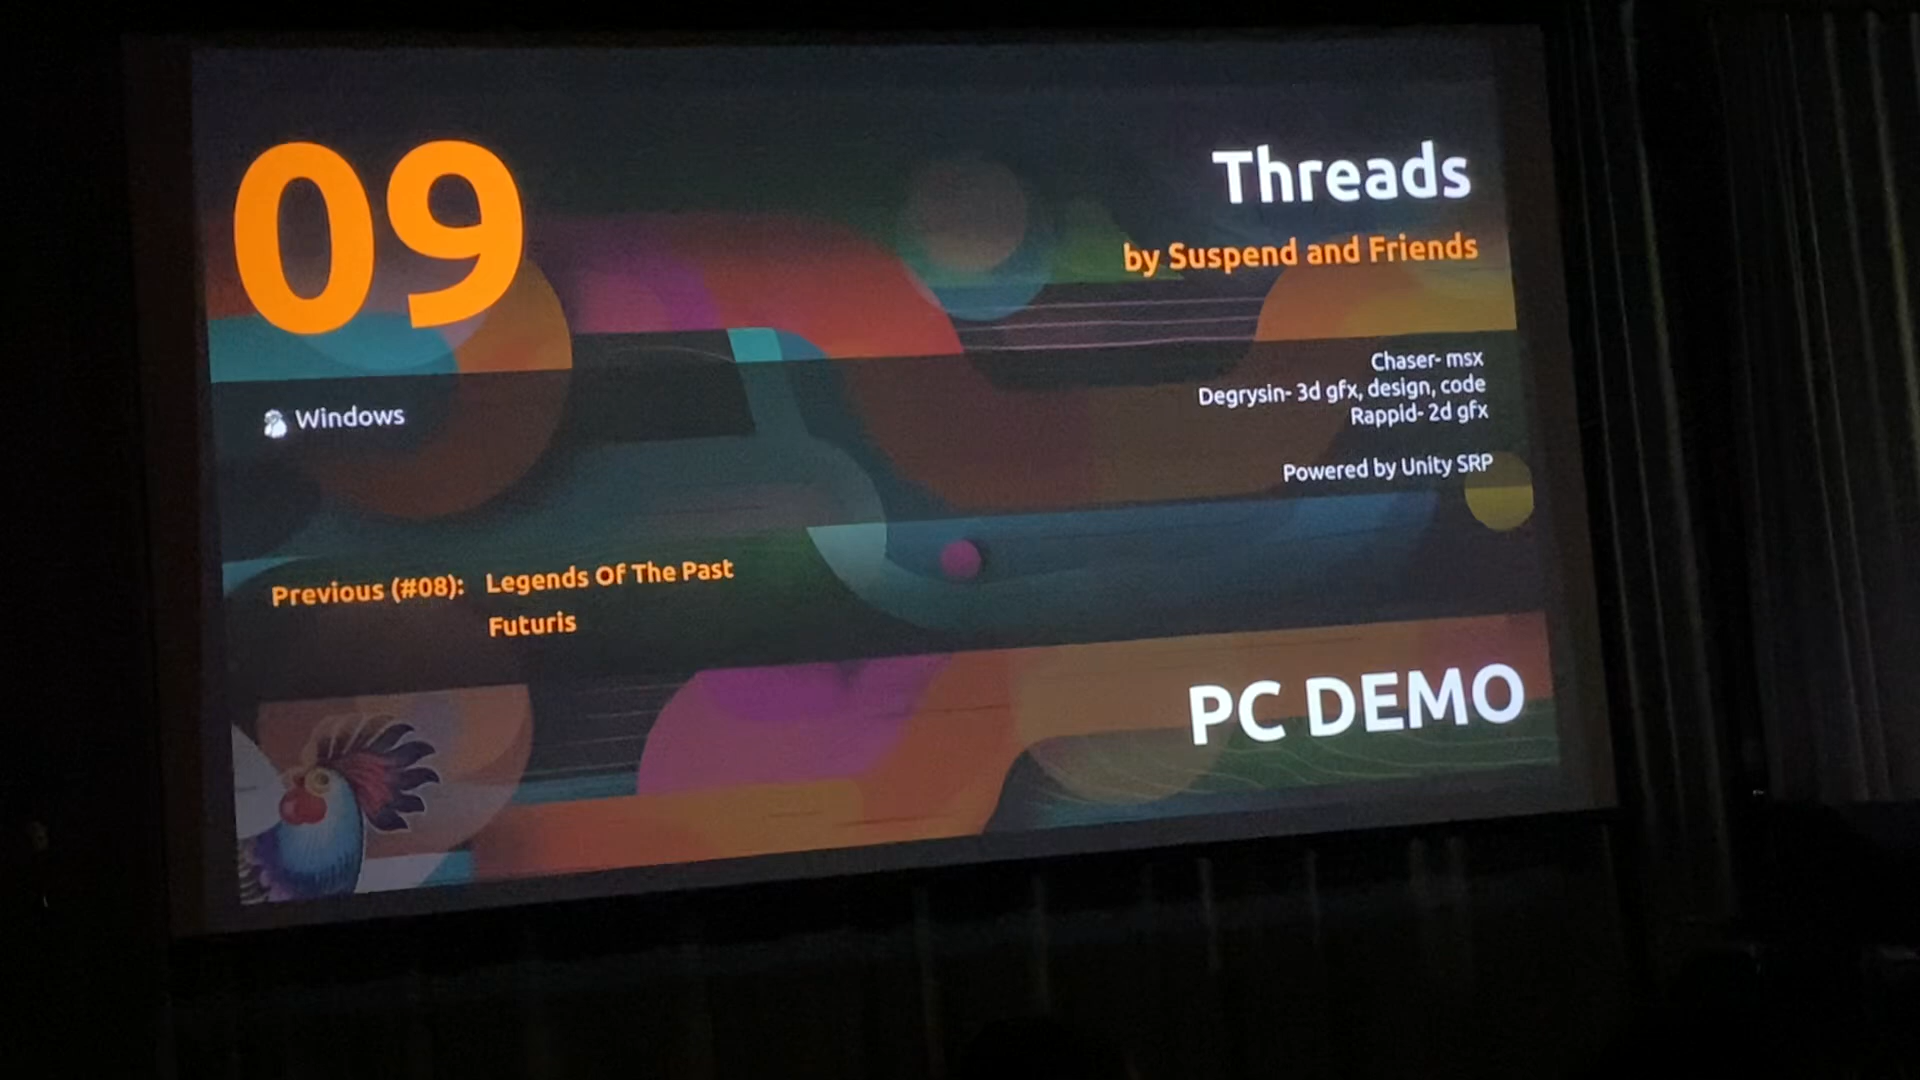 09
Threads
by Suspend and Friends
Chaser- msx
Degrysin- 3d gfx, design, code
Rappid- 2d gfx
Powered by Unity SRP
Windows
Previous (#08): Legends Of The Past
Futuris
PC DEMO